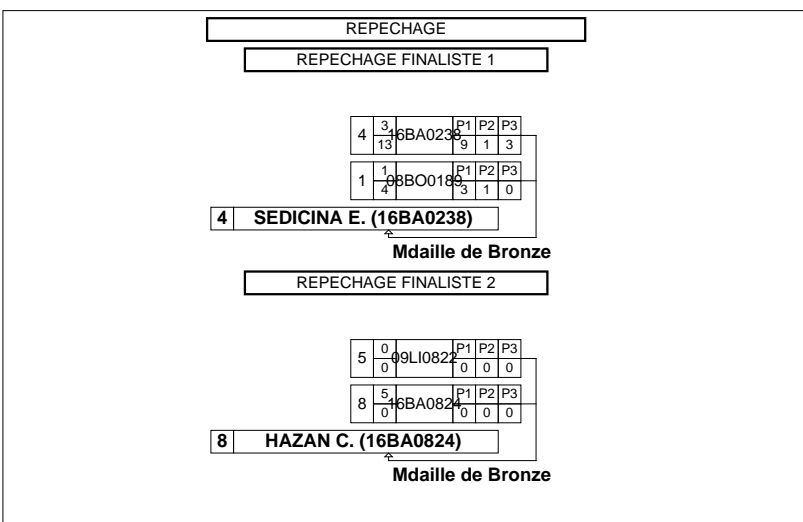 REPECHAGE
REPECHAGE FINALISTE 1
4 3 13 16BA0238 P1 P2 P3
9 1 3
1 1 4 08BO0189 P1 P2 P3
3 1 0
4 SEDICINA E. (16BA0238)
Mdaille de Bronze
REPECHAGE FINALISTE 2
5 0 0 09LI0822 P1 P2 P3
0 0 0
8 5 0 16BA0824 P1 P2 P3
0 0 0
8 HAZAN C. (16BA0824)
Mdaille de Bronze